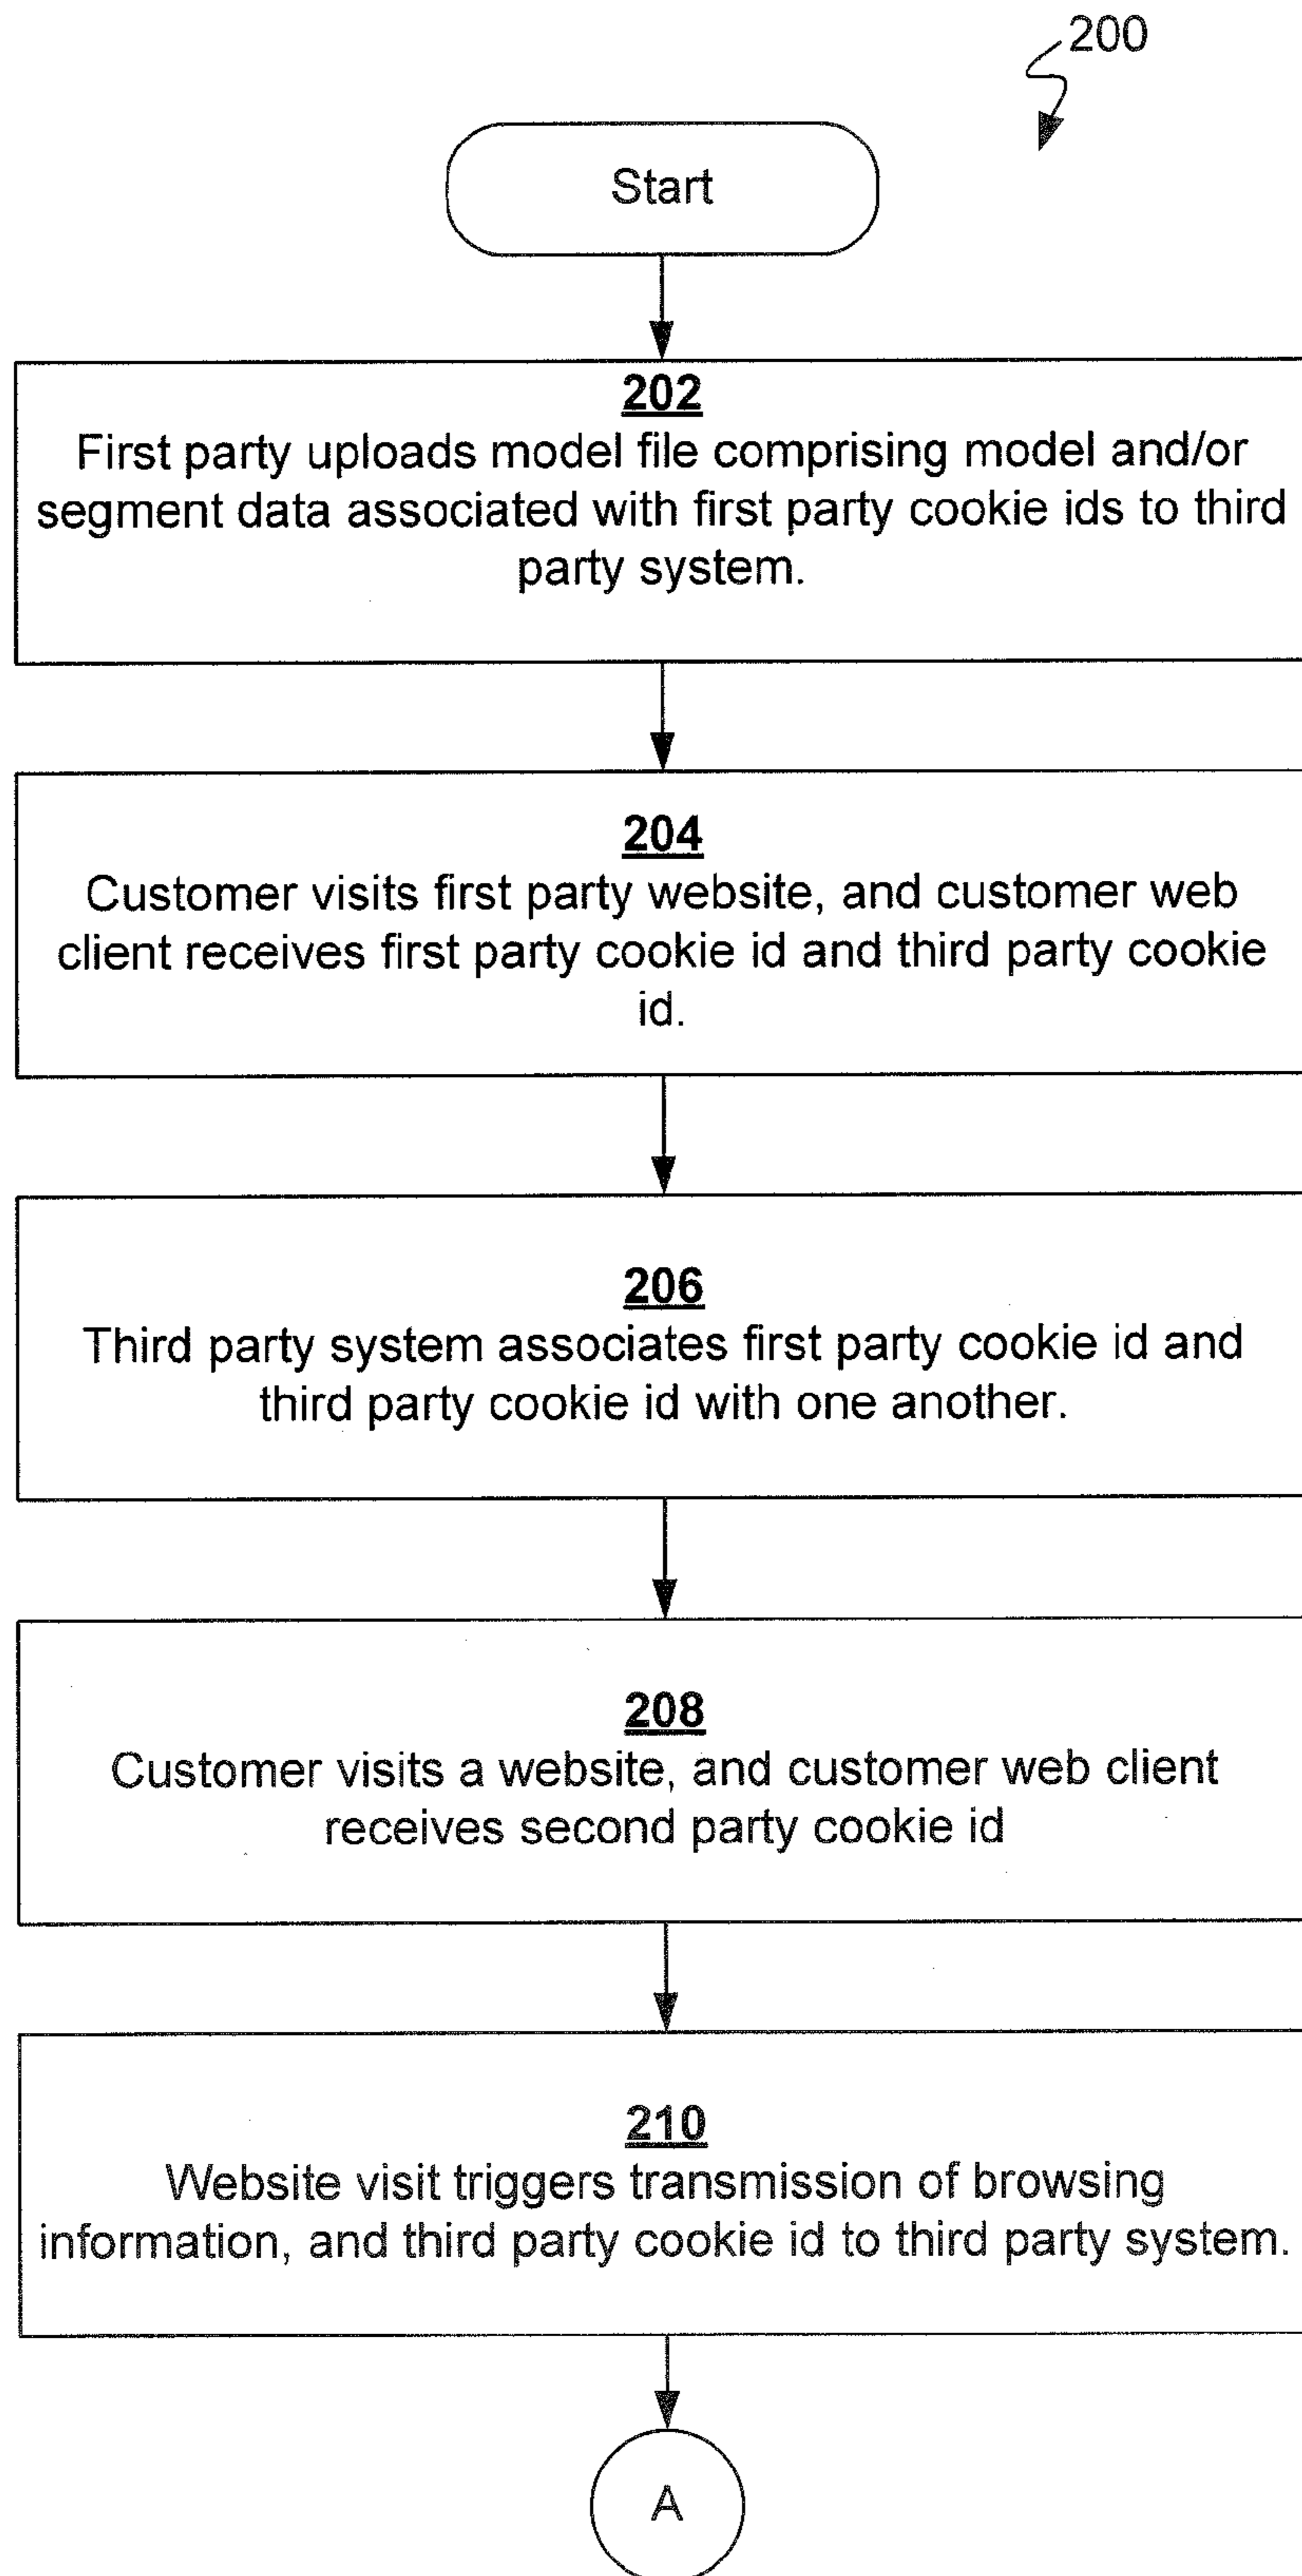 200
Start
202
First party uploads model file comprising model and/or
segment data associated with first party cookie ids to third
party system.
204
Customer visits first party website, and customer web
client receives first party cookie id and third party cookie
id.
206
Third party system associates first party cookie id and
third party cookie id with one another.
208
Customer visits a website, and customer web client
receives second party cookie id
210
Website visit triggers transmission of browsing
information, and third party cookie id to third party system.
A